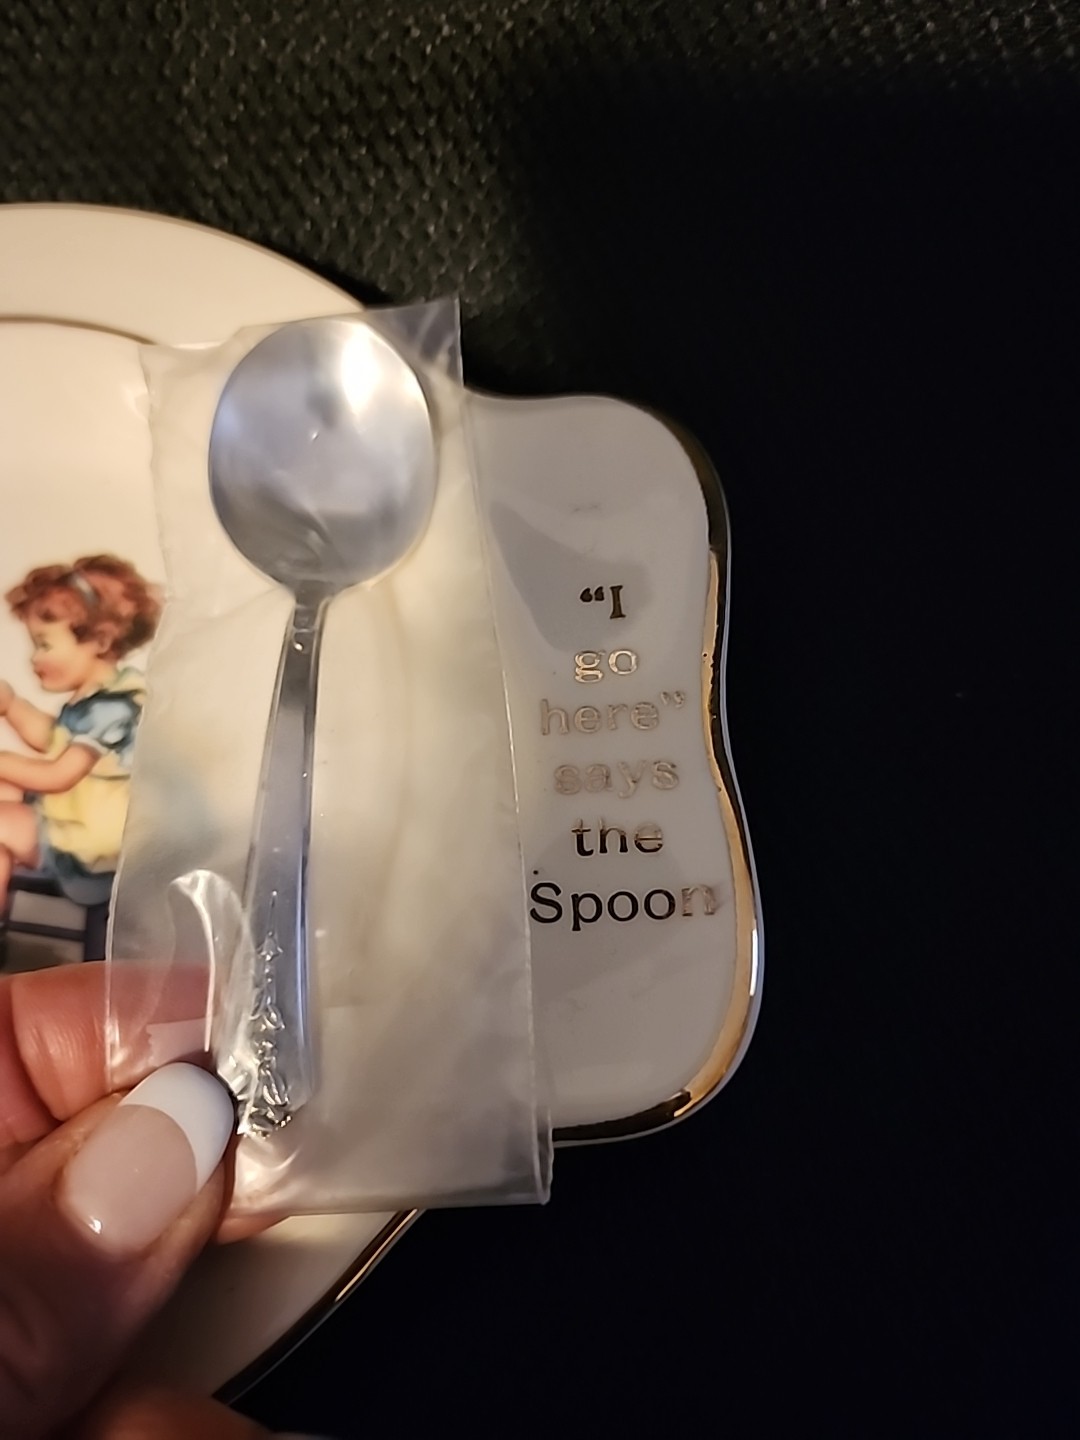 “I
go
here”
says
the
Spoon